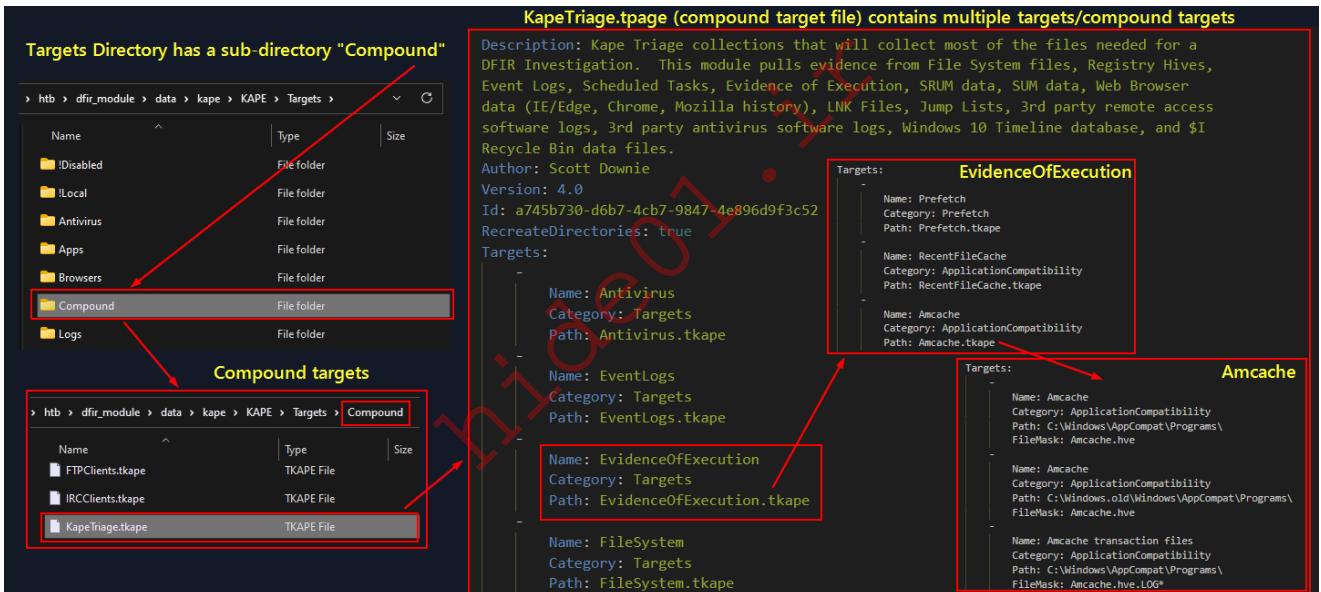 KapeTriage.tpage (compound target file) contains multiple targets/compound targets
Targets Directory has a sub-directory "Compound"
› htb › dfir_module › data › kape › KAPE › Targets ›
Name Type Size
!Disabled File folder
!Local File folder
Antivirus File folder
Apps File folder
Browsers File folder
Compound File folder
Logs File folder
Compound targets
› htb › dfir_module › data › kape › KAPE › Targets › Compound
Name Type Size
FTPClients.tkape TKAPE File
IRCClients.tkape TKAPE File
KapeTriage.tkape TKAPE File
Description: Kape Triage collections that will collect most of the files needed for a
DFIR Investigation. This module pulls evidence from File System files, Registry Hives,
Event Logs, Scheduled Tasks, Evidence of Execution, SRUM data, SUM data, Web Browser
data (IE/Edge, Chrome, Mozilla history), LNK Files, Jump Lists, 3rd party remote access
software logs, 3rd party antivirus software logs, Windows 10 Timeline database, and $I
Recycle Bin data files.
Author: Scott Downie
Version: 4.0
Id: a745b730-d6b7-4cb7-9847-4e896d9f3c52
RecreateDirectories: true
Targets:
-
Name: Antivirus
Category: Targets
Path: Antivirus.tkape
-
Name: EventLogs
Category: Targets
Path: EventLogs.tkape
-
Name: EvidenceOfExecution
Category: Targets
Path: EvidenceOfExecution.tkape
-
Name: FileSystem
Category: Targets
Path: FileSystem.tkape
EvidenceOfExecution
Targets:
-
Name: Prefetch
Category: Prefetch
Path: Prefetch.tkape
-
Name: RecentFileCache
Category: ApplicationCompatibility
Path: RecentFileCache.tkape
-
Name: Amcache
Category: ApplicationCompatibility
Path: Amcache.tkape
Amcache
Targets:
-
Name: Amcache
Category: ApplicationCompatibility
Path: C:\Windows\AppCompat\Programs\
FileMask: Amcache.hve
-
Name: Amcache
Category: ApplicationCompatibility
Path: C:\Windows.old\Windows\AppCompat\Programs\
FileMask: Amcache.hve
-
Name: Amcache transaction files
Category: ApplicationCompatibility
Path: C:\Windows\AppCompat\Programs\
FileMask: Amcache.hve.LOG*
hide01.ir